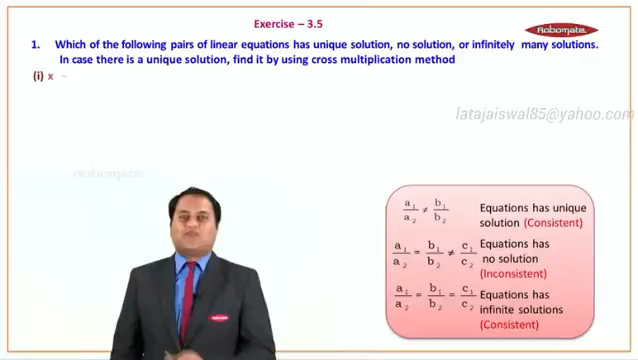 Exercise – 3.5
Robomate+
1. Which of the following pairs of linear equations has unique solution, no solution, or infinitely many solutions.
In case there is a unique solution, find it by using cross multiplication method
(i) x –
latajaiswal85@yahoo.com
a₁/a₂ ≠ b₁/b₂ Equations has unique
solution (Consistent)
a₁/a₂ = b₁/b₂ ≠ c₁/c₂ Equations has
no solution
(Inconsistent)
a₁/a₂ = b₁/b₂ = c₁/c₂ Equations has
infinite solutions
(Consistent)